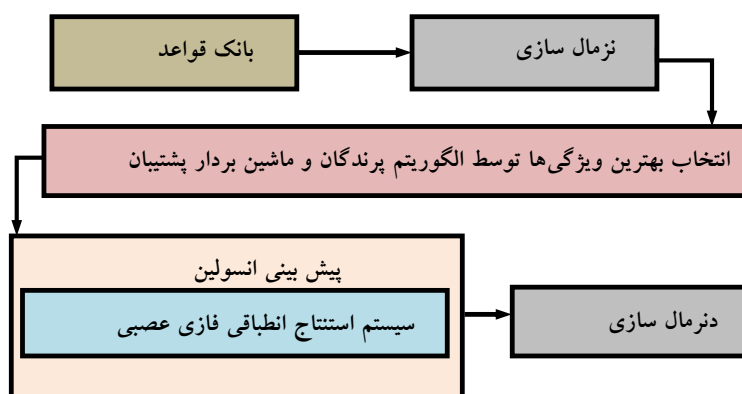 بانک قواعد
نزمال سازی
انتخاب بهترین ویژگی‌ها توسط الگوریتم پرندگان و ماشین بردار پشتیبان
پیش بینی انسولین
سیستم استنتاج انطباقی فازی عصبی
دنرمال سازی